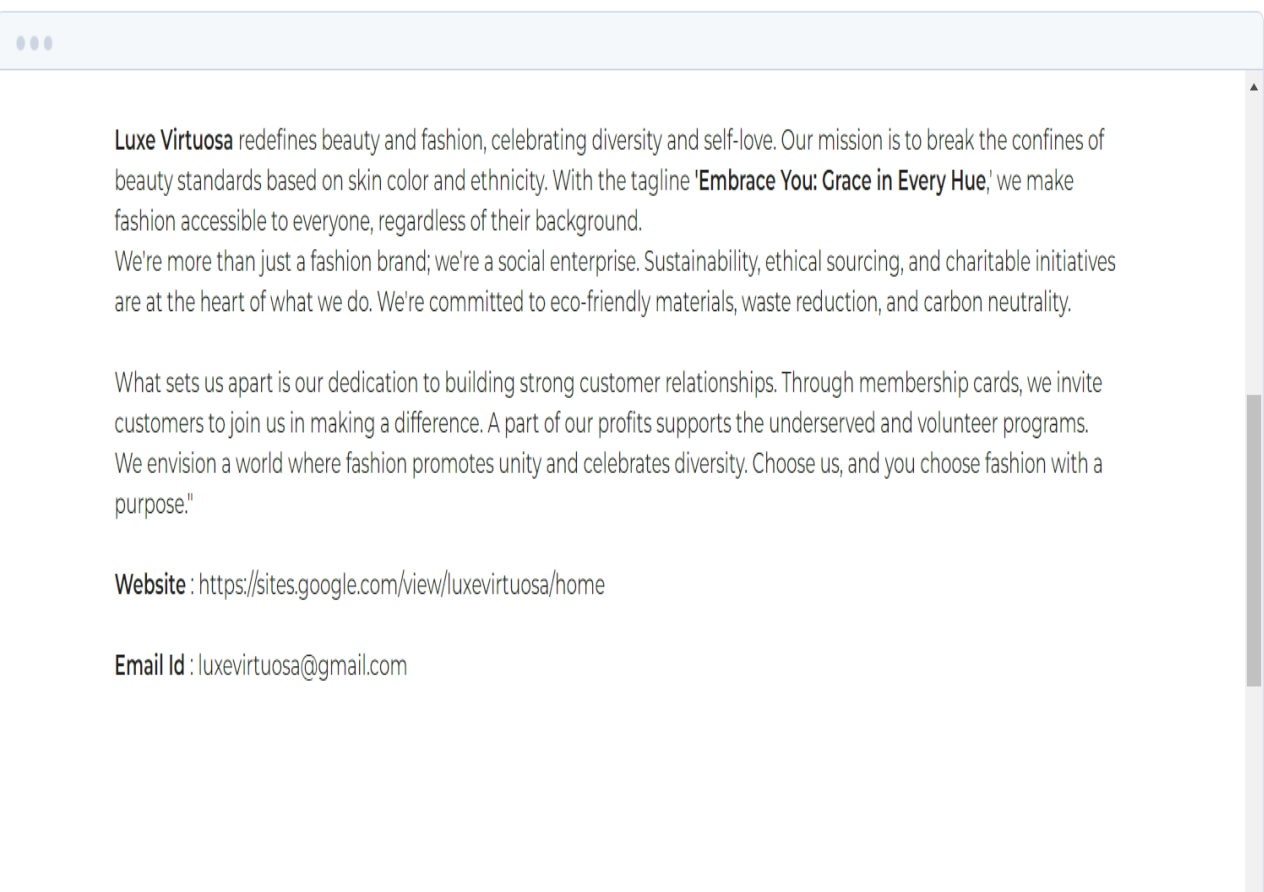 Luxe Virtuosa redefines beauty and fashion, celebrating diversity and self-love. Our mission is to break the confines of
beauty standards based on skin color and ethnicity. With the tagline 'Embrace You: Grace in Every Hue,' we make
fashion accessible to everyone, regardless of their background.
We're more than just a fashion brand; we're a social enterprise. Sustainability, ethical sourcing, and charitable initiatives
are at the heart of what we do. We're committed to eco-friendly materials, waste reduction, and carbon neutrality.
What sets us apart is our dedication to building strong customer relationships. Through membership cards, we invite
customers to join us in making a difference. A part of our profits supports the underserved and volunteer programs.
We envision a world where fashion promotes unity and celebrates diversity. Choose us, and you choose fashion with a
purpose."
Website : https://sites.google.com/view/luxevirtuosa/home
Email Id : luxevirtuosa@gmail.com